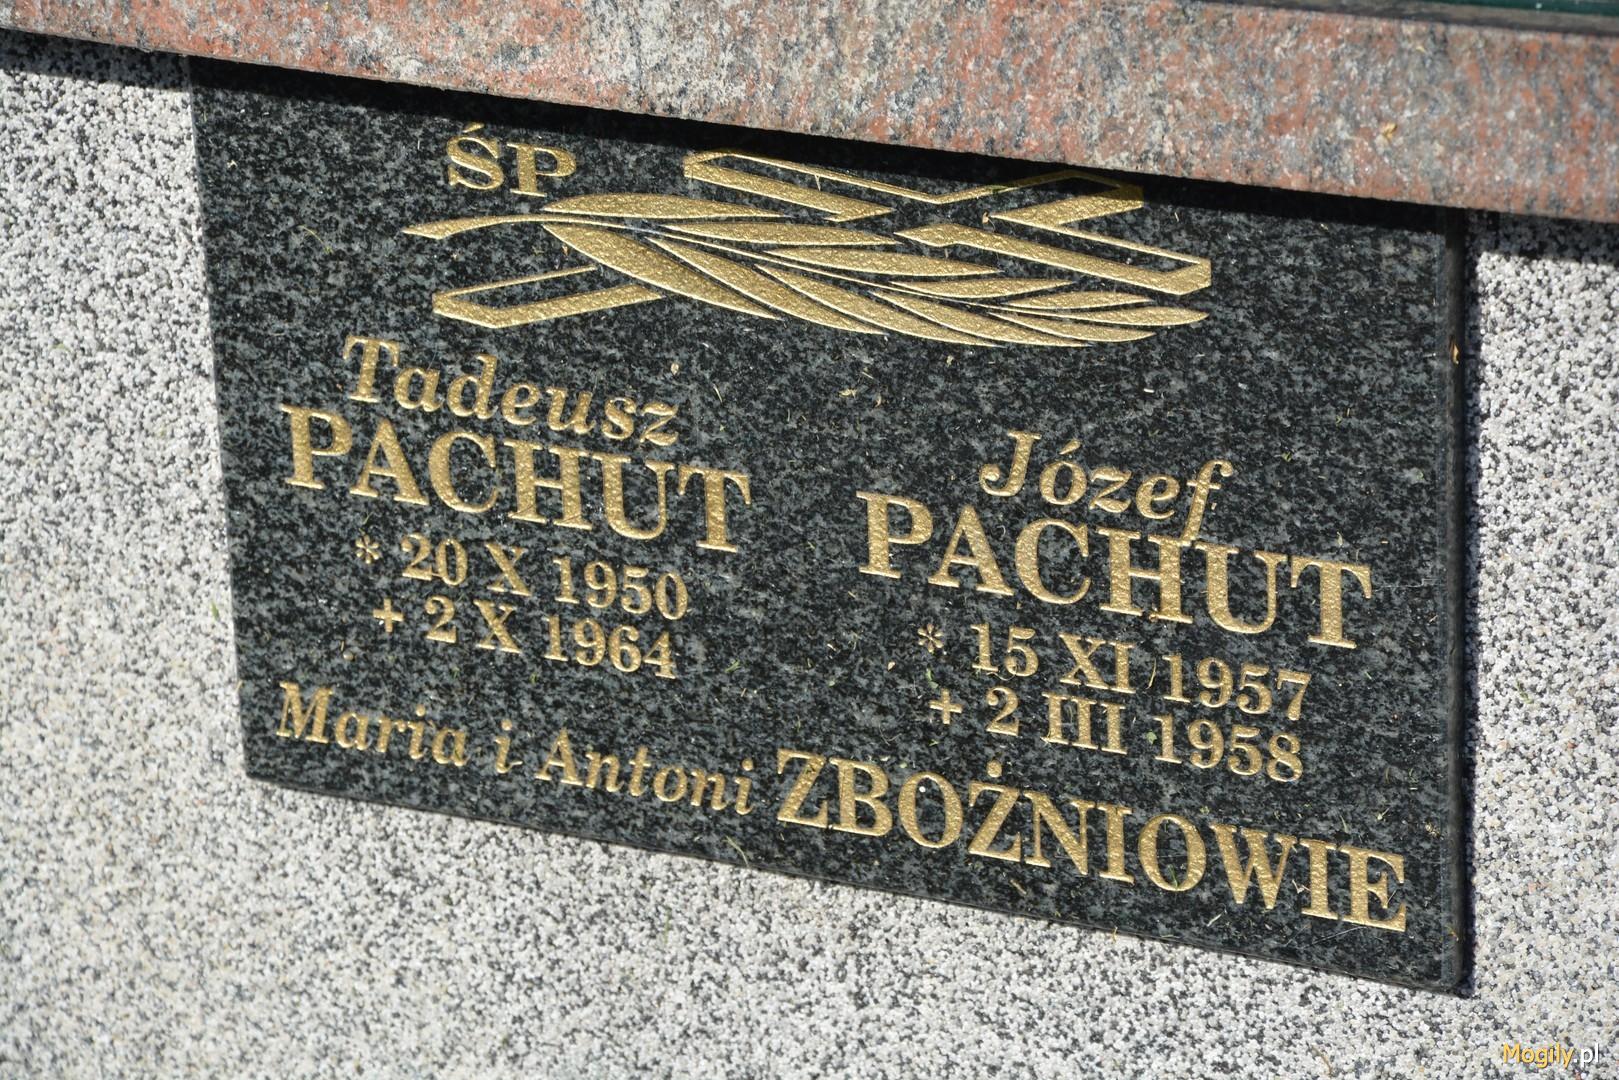 ŚP
Tadeusz
PACHUT
* 20 X 1950
+ 2 X 1964
Józef
PACHUT
* 15 XI 1957
+ 2 III 1958
Maria i Antoni ZBOŻNIOWIE
Mogily.pl